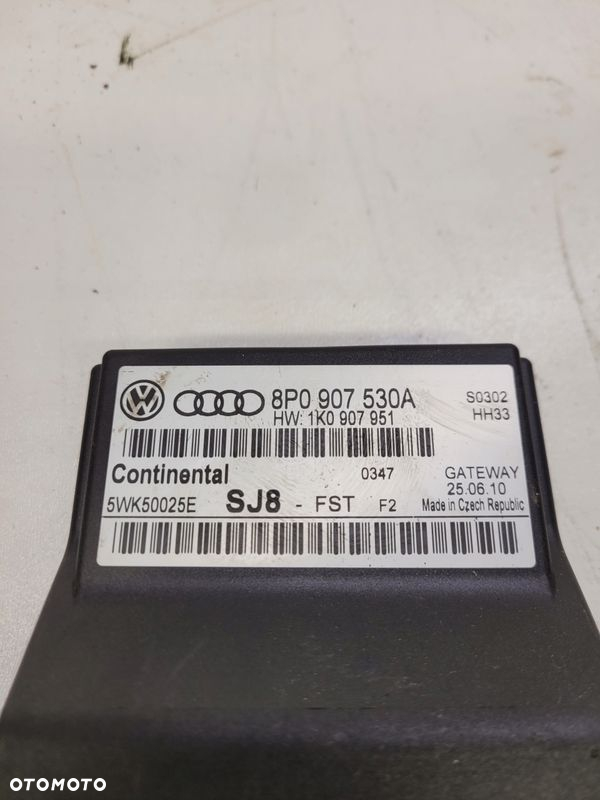 8P0 907 530A
S0302
HW: 1K0 907 951
HH33
Continental
0347
GATEWAY
25.06.10
5WK50025E
SJ8 - FST F2
Made in Czech Republic
OTOMOTO